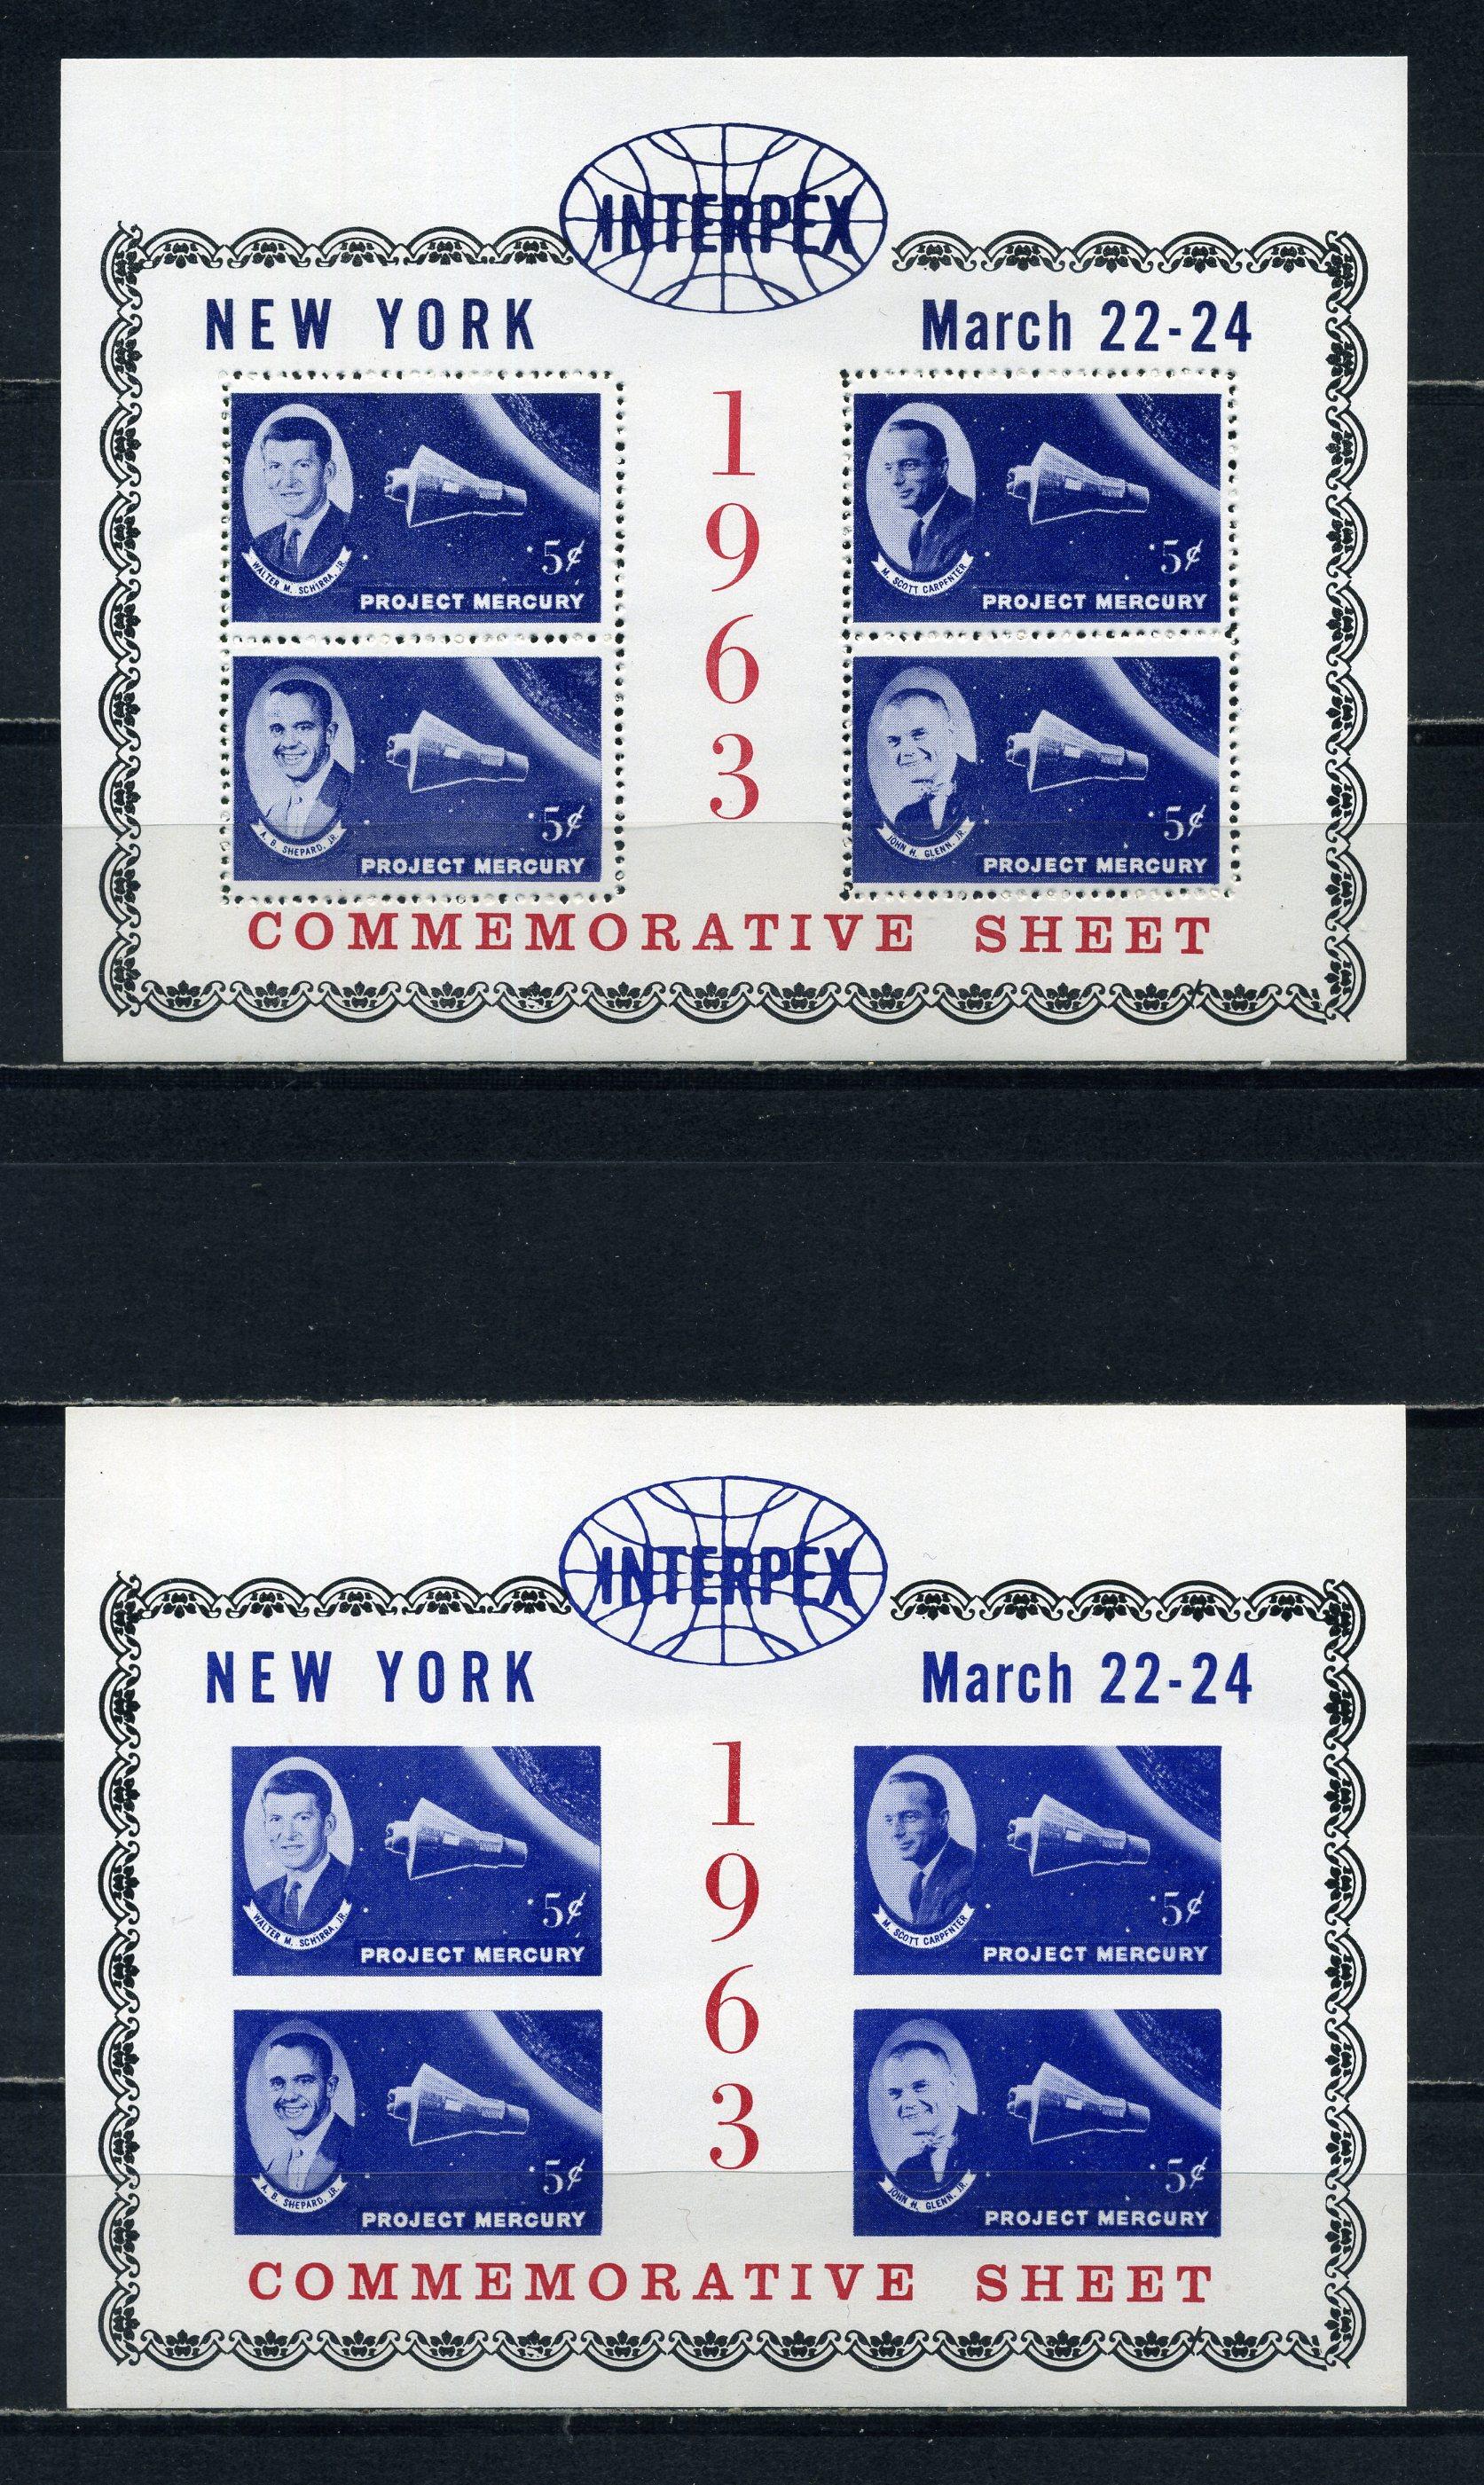 INTERPEX
NEW YORK March 22-24
1
9
6
3
WALTER M. SCHIRRA, JR.
5¢
PROJECT MERCURY
M. SCOTT CARPENTER
5¢
PROJECT MERCURY
A. B. SHEPARD, JR.
5¢
PROJECT MERCURY
JOHN H. GLENN, JR.
5¢
PROJECT MERCURY
COMMEMORATIVE SHEET
INTERPEX
NEW YORK March 22-24
1
9
6
3
WALTER M. SCHIRRA, JR.
5¢
PROJECT MERCURY
M. SCOTT CARPENTER
5¢
PROJECT MERCURY
A. B. SHEPARD, JR.
5¢
PROJECT MERCURY
JOHN H. GLENN, JR.
5¢
PROJECT MERCURY
COMMEMORATIVE SHEET